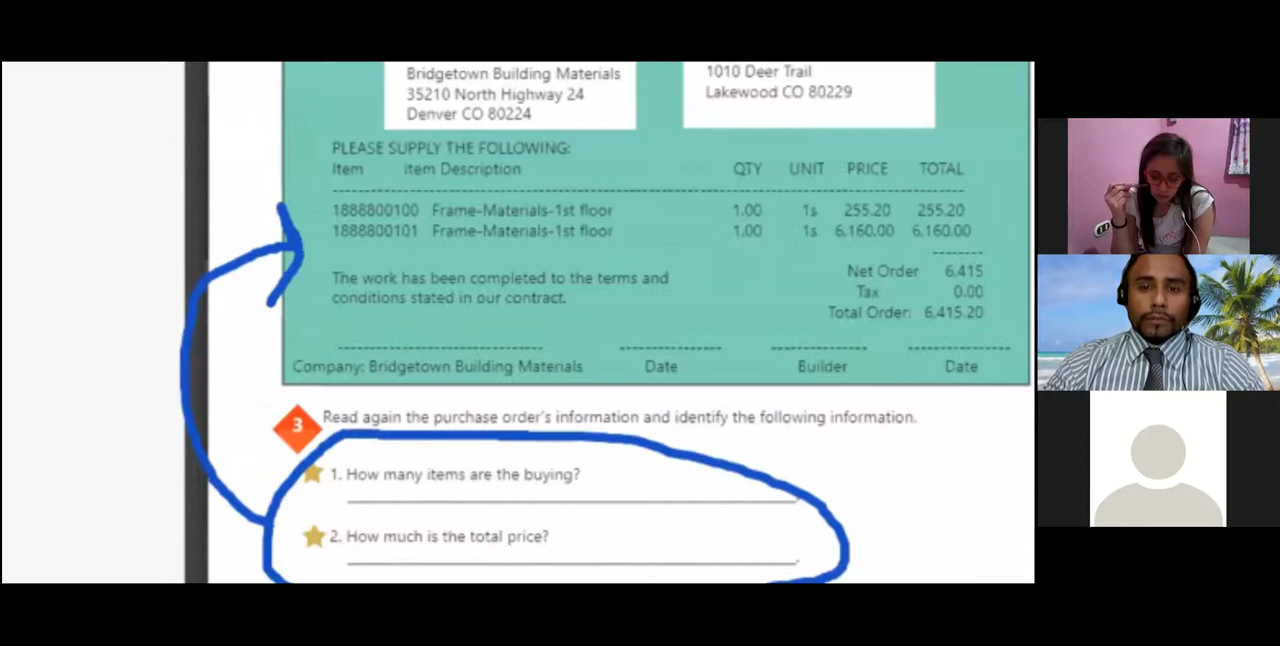 Bridgetown Building Materials
35210 North Highway 24
Denver CO 80224
1010 Deer Trail
Lakewood CO 80229
PLEASE SUPPLY THE FOLLOWING:
Item Item Description QTY UNIT PRICE TOTAL
1888800100 Frame-Materials-1st floor 1.00 1s 255.20 255.20
1888800101 Frame-Materials-1st floor 1.00 1s 6,160.00 6,160.00
The work has been completed to the terms and
conditions stated in our contract.
Net Order 6,415
Tax 0.00
Total Order: 6,415.20
Company: Bridgetown Building Materials Date Builder Date
3 Read again the purchase order's information and identify the following information.
1. How many items are the buying?
2. How much is the total price?